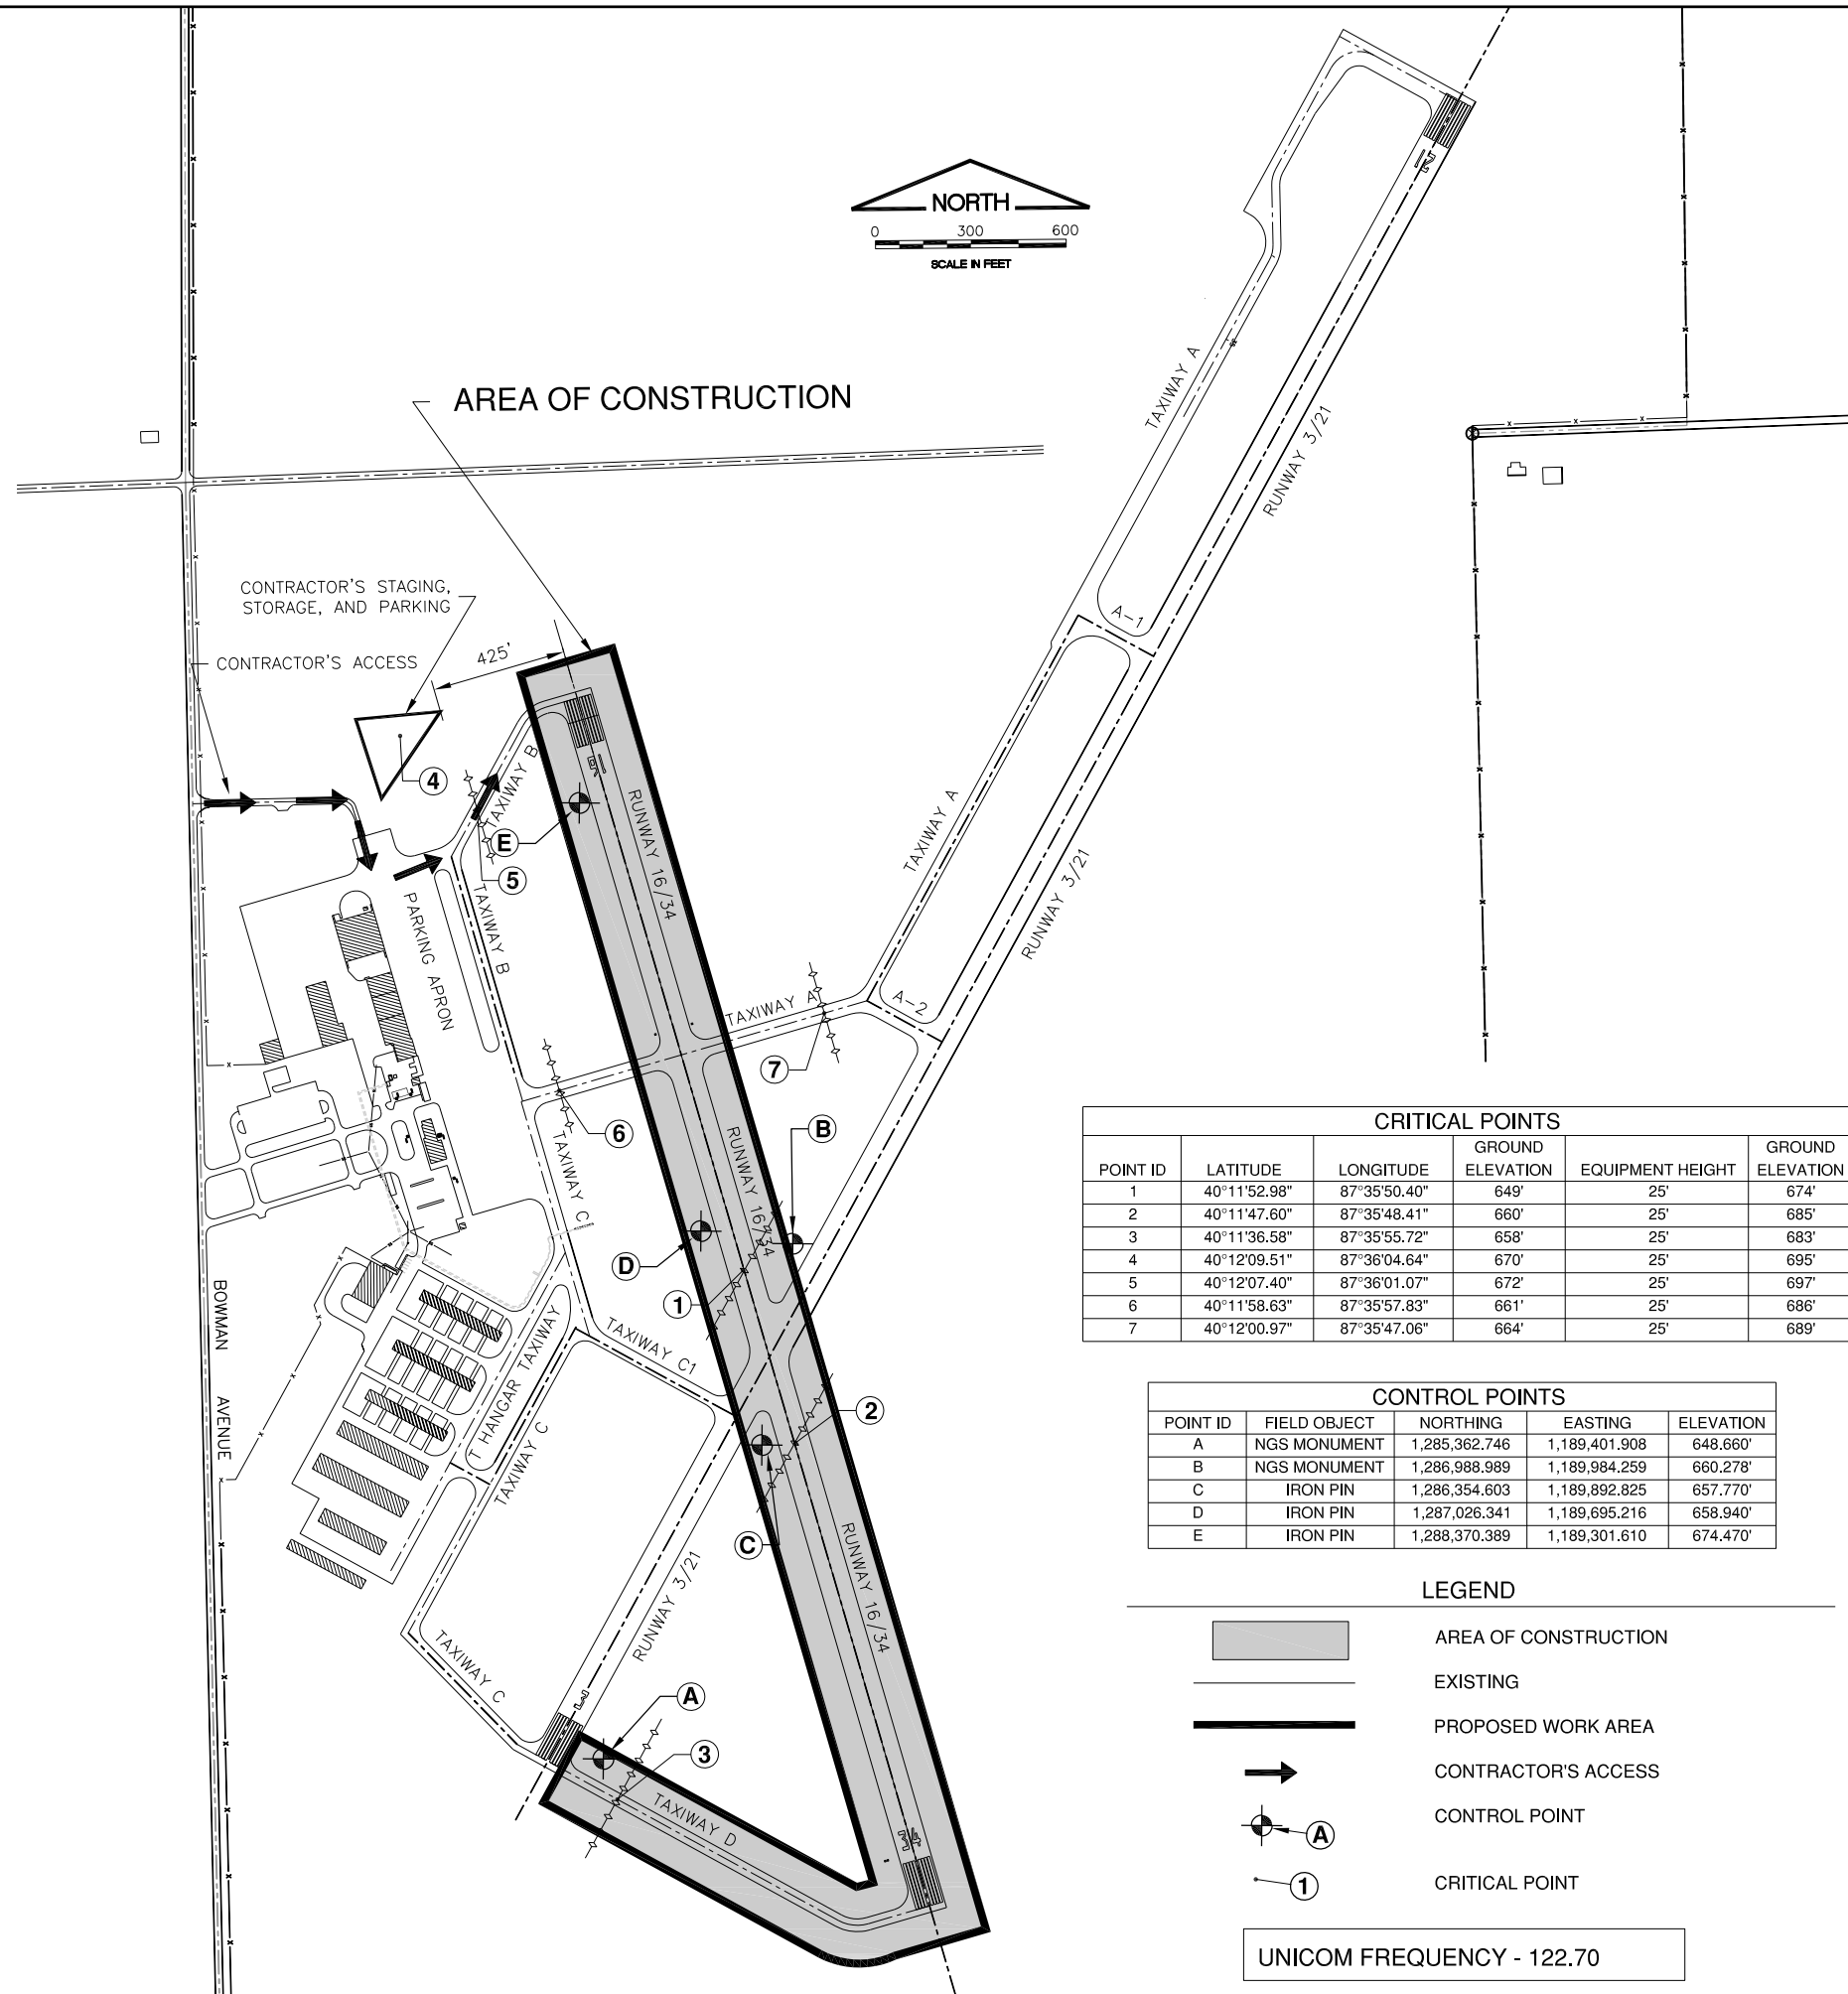 NORTH
0 300 600
SCALE IN FEET
AREA OF CONSTRUCTION
CONTRACTOR'S STAGING,
STORAGE, AND PARKING
CONTRACTOR'S ACCESS
425'
21
TAXIWAY A
RUNWAY 3/21
A-1
4
TAXIWAY B
16
E
5
RUNWAY 16/34
TAXIWAY A
RUNWAY 3/21
PARKING APRON
TAXIWAY B
TAXIWAY A
A-2
7
6
B
TAXIWAY C
RUNWAY 16/34
D
1
BOWMAN AVENUE
T HANGAR TAXIWAY
TAXIWAY C1
TAXIWAY C
2
C
RUNWAY 3/21
RUNWAY 16/34
TAXIWAY C
3
A
3
TAXIWAY D
34
CRITICAL POINTS
POINT ID LATITUDE LONGITUDE GROUND ELEVATION EQUIPMENT HEIGHT GROUND ELEVATION
1 40°11'52.98" 87°35'50.40" 649' 25' 674'
2 40°11'47.60" 87°35'48.41" 660' 25' 685'
3 40°11'36.58" 87°35'55.72" 658' 25' 683'
4 40°12'09.51" 87°36'04.64" 670' 25' 695'
5 40°12'07.40" 87°36'01.07" 672' 25' 697'
6 40°11'58.63" 87°35'57.83" 661' 25' 686'
7 40°12'00.97" 87°35'47.06" 664' 25' 689'
CONTROL POINTS
POINT ID FIELD OBJECT NORTHING EASTING ELEVATION
A NGS MONUMENT 1,285,362.746 1,189,401.908 648.660'
B NGS MONUMENT 1,286,988.989 1,189,984.259 660.278'
C IRON PIN 1,286,354.603 1,189,892.825 657.770'
D IRON PIN 1,287,026.341 1,189,695.216 658.940'
E IRON PIN 1,288,370.389 1,189,301.610 674.470'
LEGEND
AREA OF CONSTRUCTION
EXISTING
PROPOSED WORK AREA
CONTRACTOR'S ACCESS
CONTROL POINT
A
CRITICAL POINT
1
UNICOM FREQUENCY - 122.70